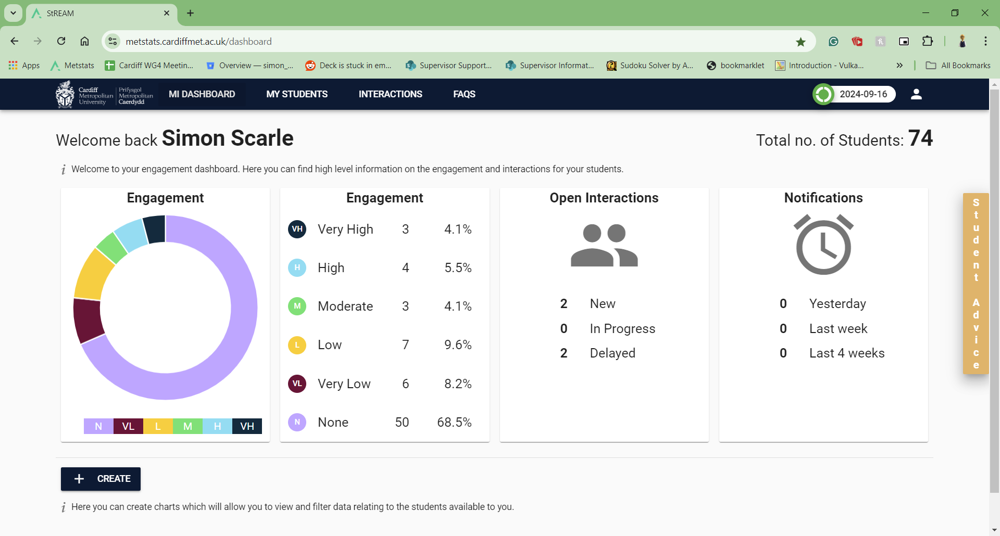 StREAM
metstats.cardiffmet.ac.uk/dashboard
Apps Metstats Cardiff WG4 Meetin... Overview — simon_... Deck is stuck in em... Supervisor Support... Supervisor Informat... Sudoku Solver by A... bookmarklet Introduction - Vulka... All Bookmarks
Cardiff Metropolitan University Prifysgol Metropolitan Caerdydd MI DASHBOARD MY STUDENTS INTERACTIONS FAQS 2024-09-16
Welcome back Simon Scarle Total no. of Students: 74
i Welcome to your engagement dashboard. Here you can find high level information on the engagement and interactions for your students.
Engagement
N VL L M H VH
Engagement
VH Very High 3 4.1%
H High 4 5.5%
M Moderate 3 4.1%
L Low 7 9.6%
VL Very Low 6 8.2%
N None 50 68.5%
Open Interactions
2 New
0 In Progress
2 Delayed
Notifications
0 Yesterday
0 Last week
0 Last 4 weeks
Student Advice
+ CREATE
i Here you can create charts which will allow you to view and filter data relating to the students available to you.